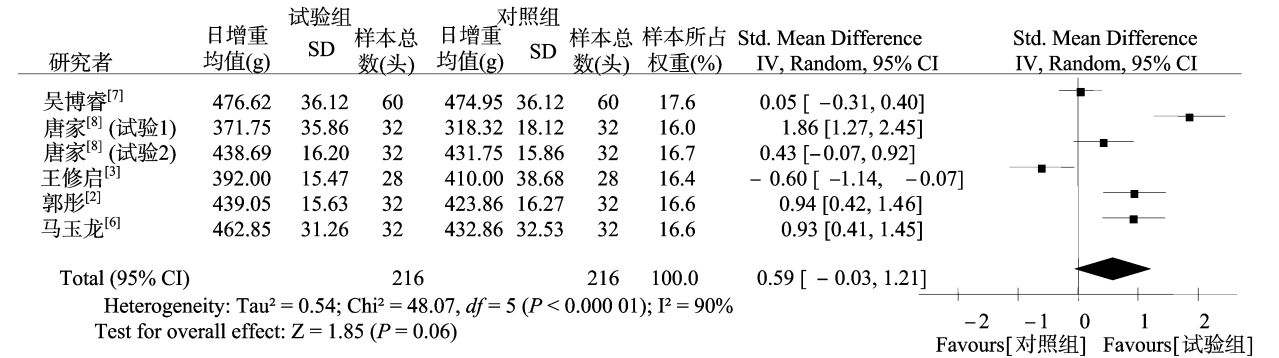 试验组 对照组
日增重 样本总 日增重 样本总 样本所占 Std. Mean Difference Std. Mean Difference
研究者 均值(g) SD 数(头) 均值(g) SD 数(头) 权重(%) IV, Random, 95% CI IV, Random, 95% CI
吴博睿[7] 476.62 36.12 60 474.95 36.12 60 17.6 0.05 [ −0.31, 0.40]
唐家[8] (试验1) 371.75 35.86 32 318.32 18.12 32 16.0 1.86 [1.27, 2.45]
唐家[8] (试验2) 438.69 16.20 32 431.75 15.86 32 16.7 0.43 [-0.07, 0.92]
王修启[3] 392.00 15.47 28 410.00 38.68 28 16.4 − 0.60 [ −1.14, −0.07]
郭彤[2] 439.05 15.63 32 423.86 16.27 32 16.6 0.94 [0.42, 1.46]
马玉龙[6] 462.85 31.26 32 432.86 32.53 32 16.6 0.93 [0.41, 1.45]
Total (95% CI) 216 216 100.0 0.59 [ − 0.03, 1.21]
Heterogeneity: Tau² = 0.54; Chi² = 48.07, df = 5 (P < 0.000 01); I² = 90%
Test for overall effect: Z = 1.85 (P = 0.06)
−2 −1 0 1 2
Favours[对照组] Favours[试验组]